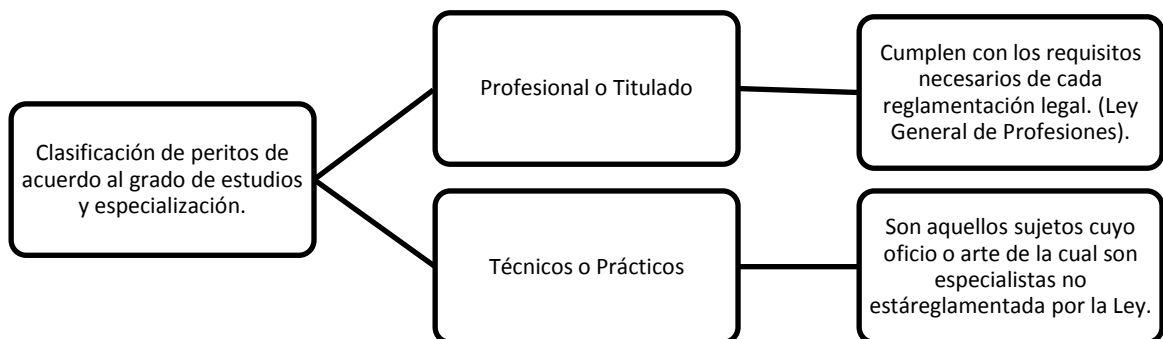 Clasificación de peritos de
acuerdo al grado de estudios
y especialización.
Profesional o Titulado
Cumplen con los requisitos
necesarios de cada
reglamentación legal. (Ley
General de Profesiones).
Técnicos o Prácticos
Son aquellos sujetos cuyo
oficio o arte de la cual son
especialistas no
estáreglamentada por la Ley.